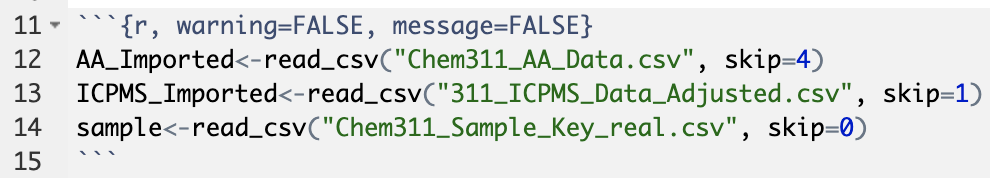 11 ```{r, warning=FALSE, message=FALSE}
12 AA_Imported<-read_csv("Chem311_AA_Data.csv", skip=4)
13 ICPMS_Imported<-read_csv("311_ICPMS_Data_Adjusted.csv", skip=1)
14 sample<-read_csv("Chem311_Sample_Key_real.csv", skip=0)
15 ```